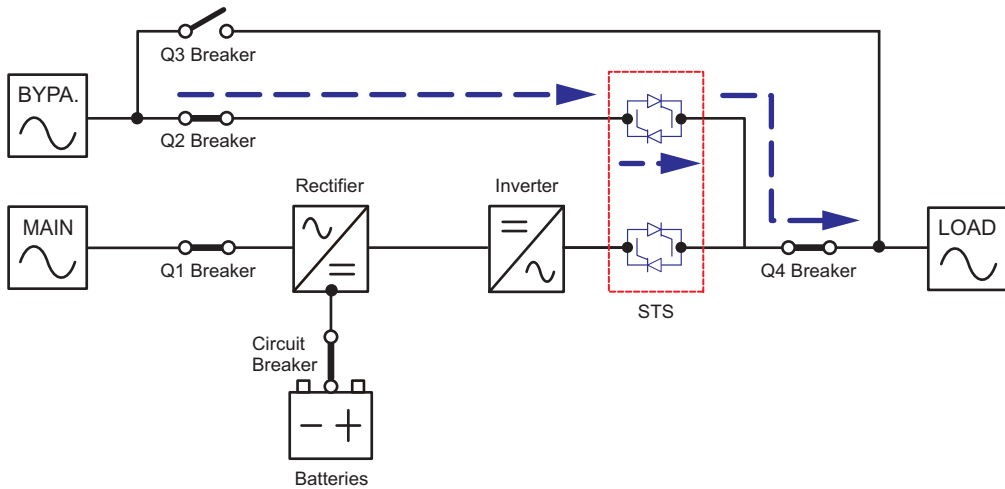 Q3 Breaker
BYPA.
Q2 Breaker
Rectifier
Inverter
MAIN
LOAD
Q1 Breaker
Q4 Breaker
STS
Circuit
Breaker
Batteries